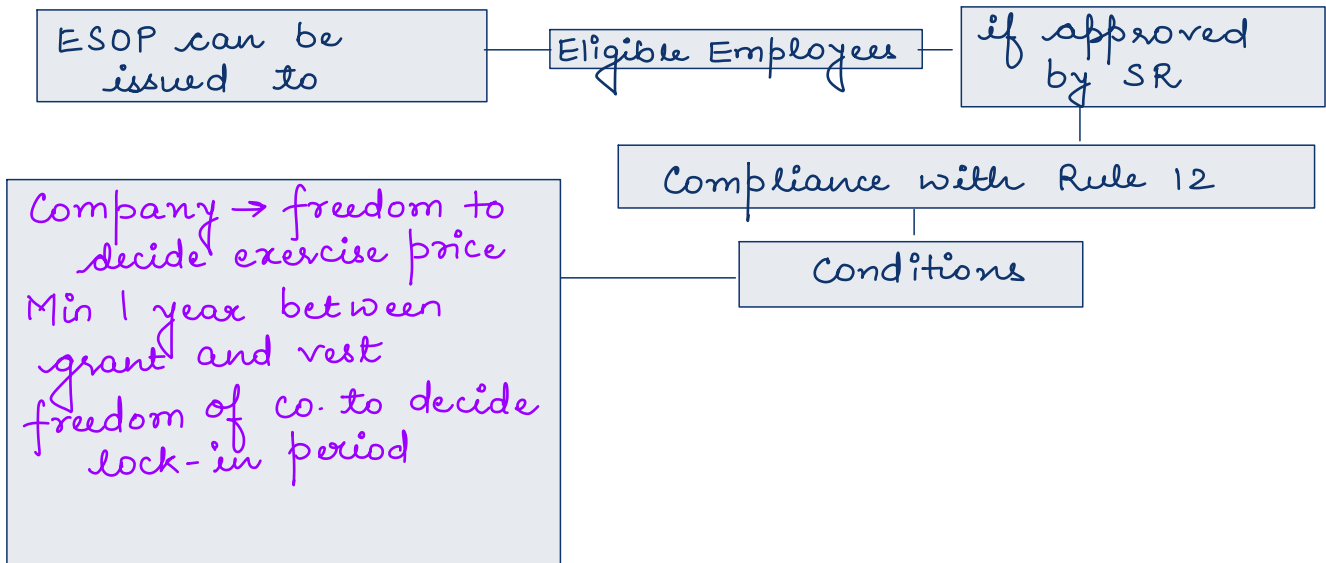 ESOP can be
issued to
Eligible Employees
if approved
by SR
Compliance with Rule 12
Conditions
Company → freedom to
decide exercise price
Min 1 year between
grant and vest
freedom of co. to decide
lock-in period